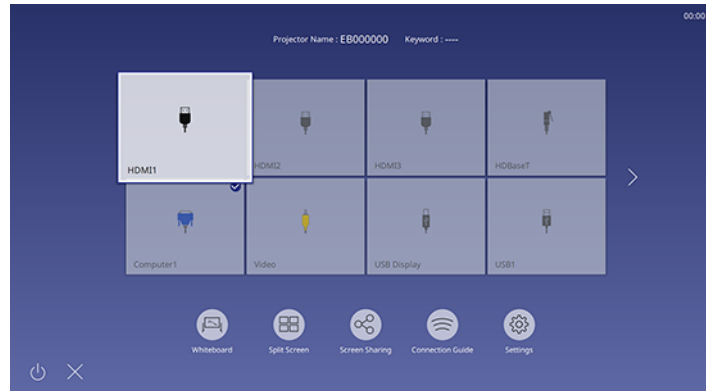 00:00
Projector Name : EB000000 Keyword : ----
HDMI1 HDMI2 HDMI3 HDBaseT
Computer1 Video USB Display USB1
Whiteboard Split Screen Screen Sharing Connection Guide Settings